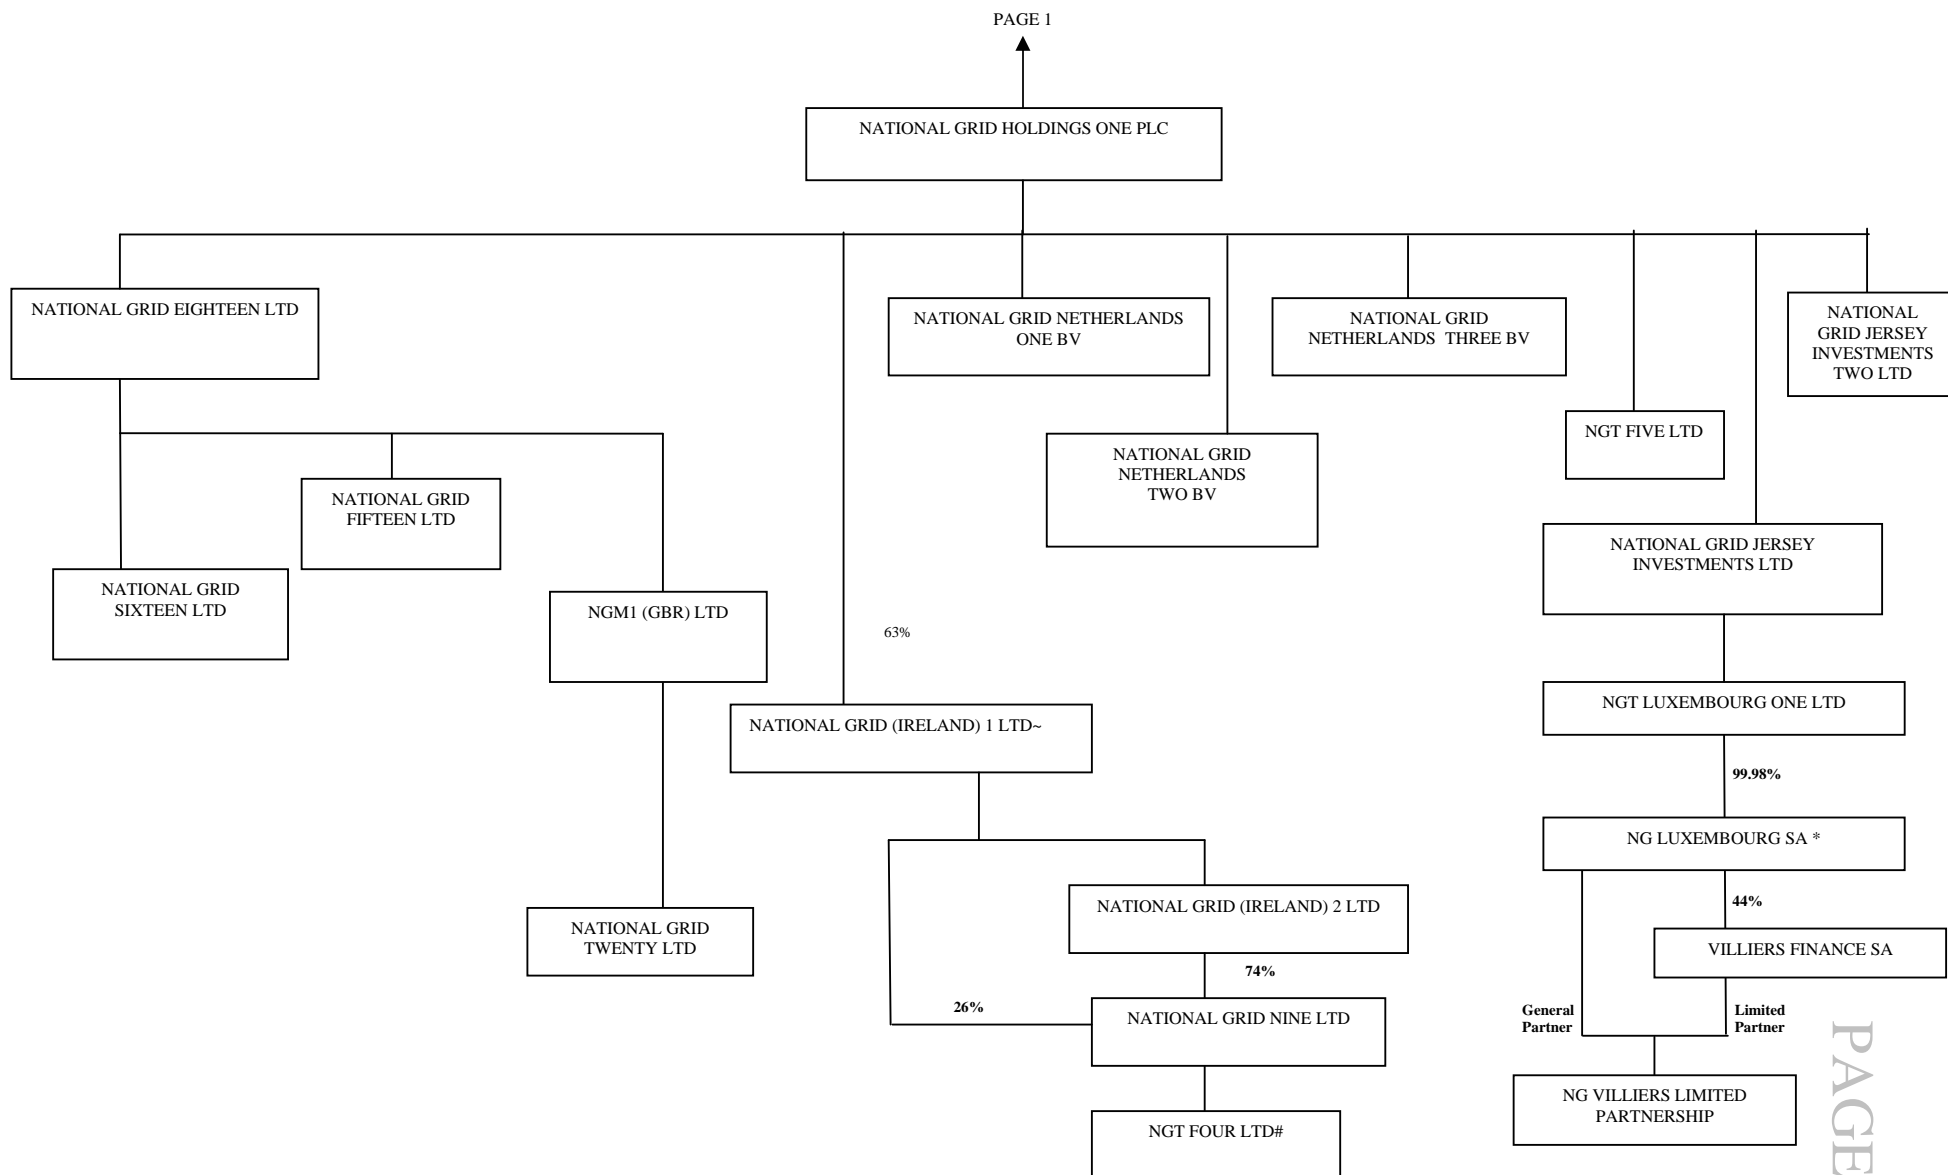 PAGE 1
NATIONAL GRID HOLDINGS ONE PLC
NATIONAL GRID EIGHTEEN LTD
NATIONAL GRID NETHERLANDS
ONE BV
NATIONAL GRID
NETHERLANDS THREE BV
NATIONAL
GRID JERSEY
INVESTMENTS
TWO LTD
NGT FIVE LTD
NATIONAL GRID
NETHERLANDS
TWO BV
NATIONAL GRID
FIFTEEN LTD
NATIONAL GRID JERSEY
INVESTMENTS LTD
NATIONAL GRID
SIXTEEN LTD
NGM1 (GBR) LTD
63%
NGT LUXEMBOURG ONE LTD
NATIONAL GRID (IRELAND) 1 LTD~
99.98%
NG LUXEMBOURG SA *
NATIONAL GRID (IRELAND) 2 LTD
44%
NATIONAL GRID
TWENTY LTD
VILLIERS FINANCE SA
74%
26%
NATIONAL GRID NINE LTD
General
Partner
Limited
Partner
NG VILLIERS LIMITED
PARTNERSHIP
NGT FOUR LTD#
PAGE